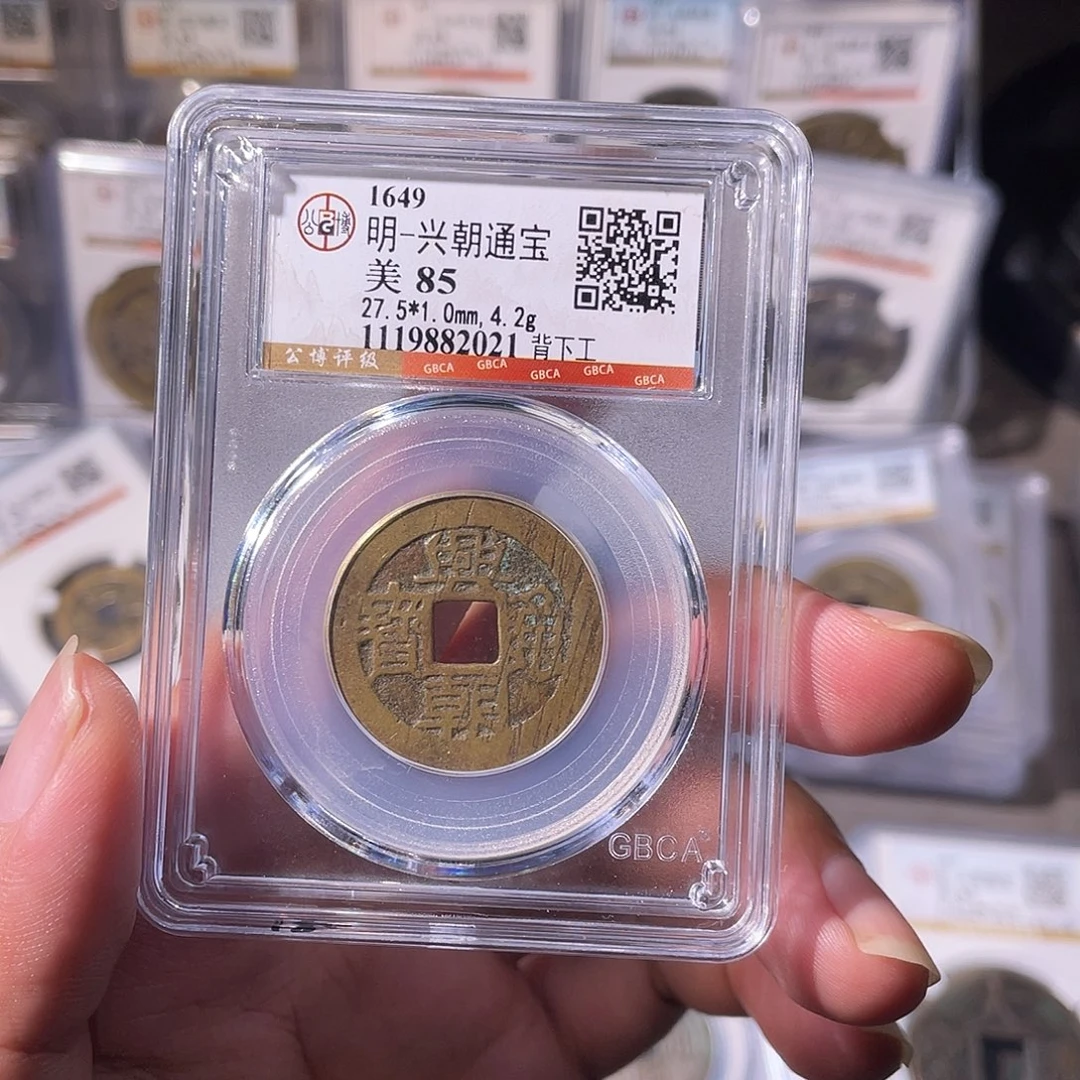 1649
明-兴朝通宝
美 85
27.5*1.0mm, 4.2g
1119882021 背下工
公博评级 GBCA GBCA GBCA GBCA GBCA
興
寶 通
朝
GBCA